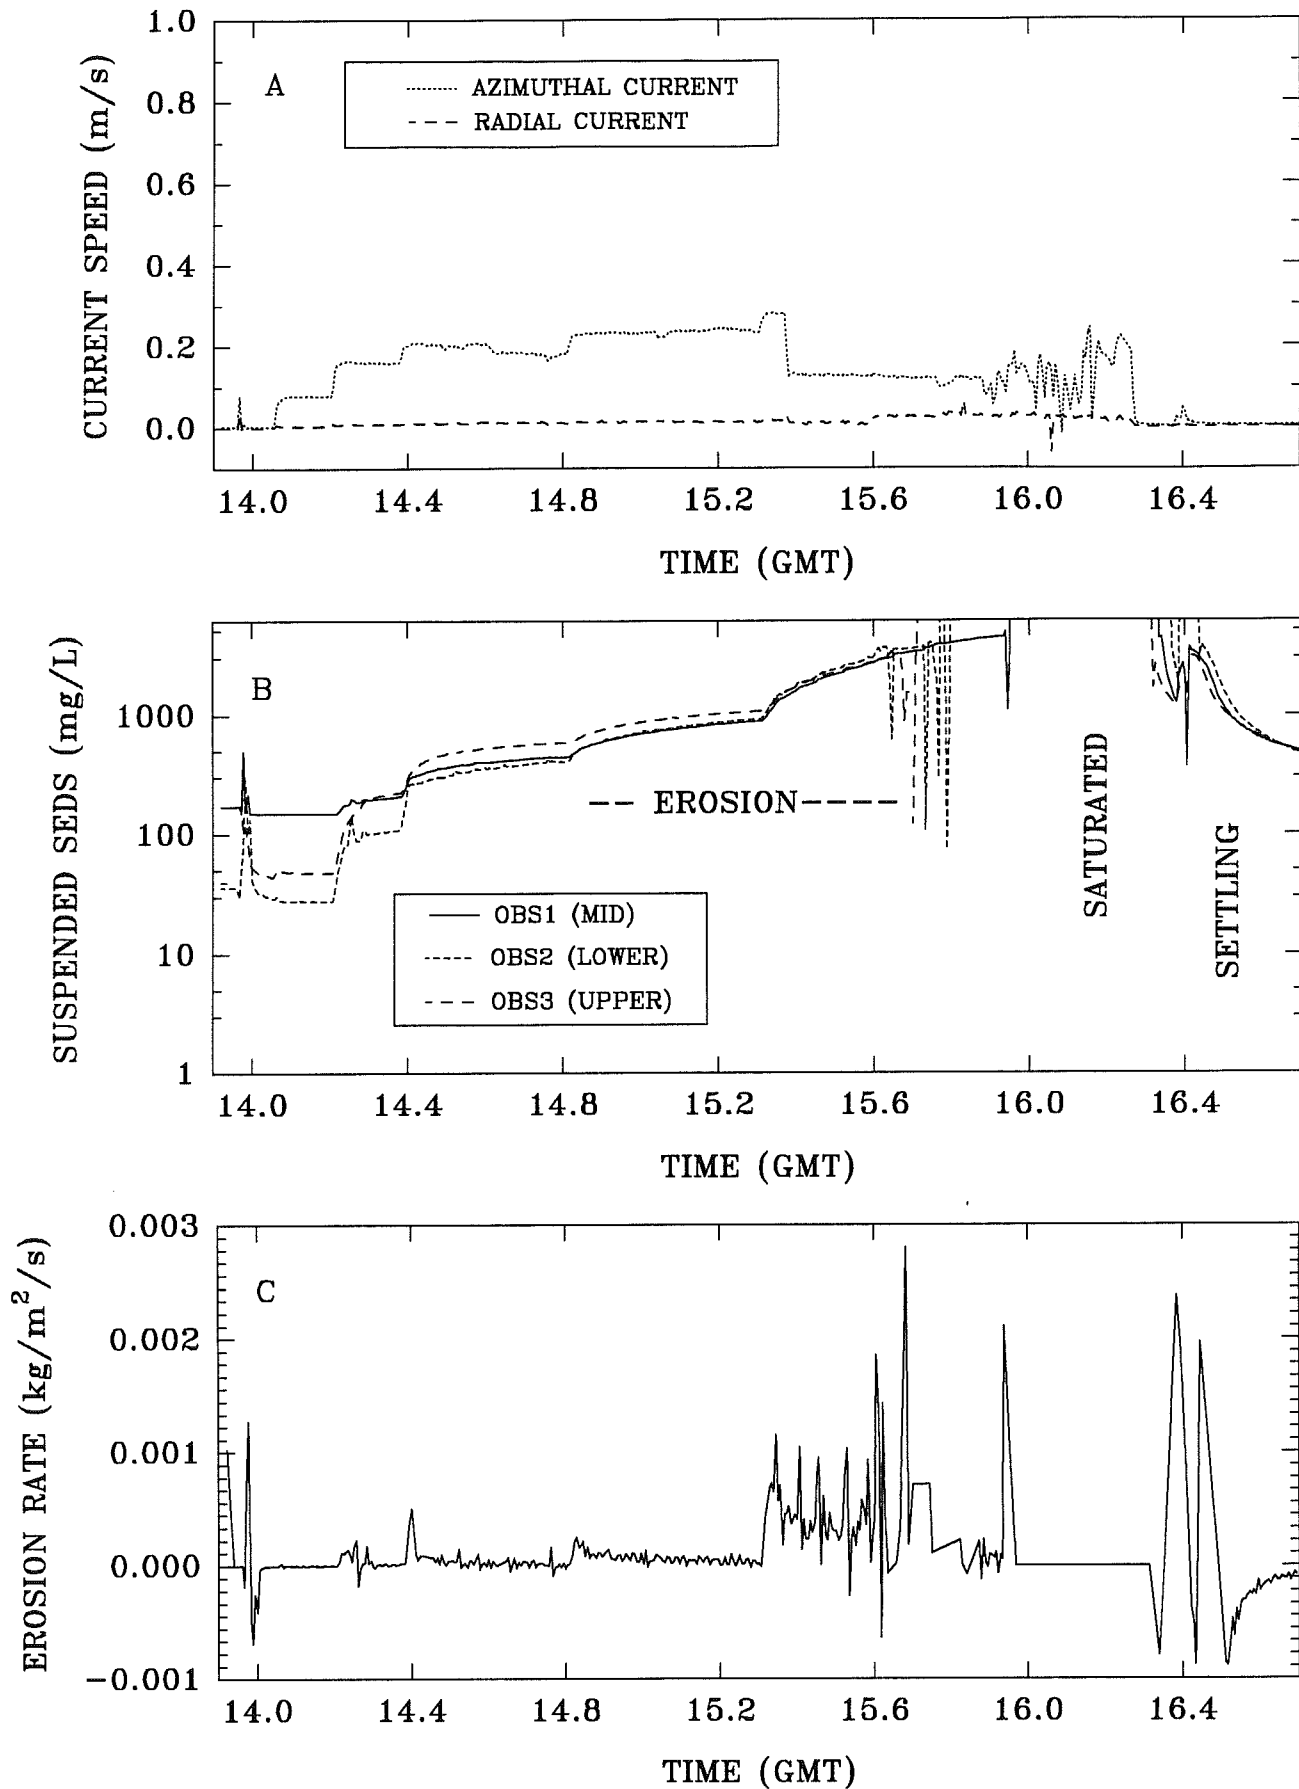 1.0
A
AZIMUTHAL CURRENT
RADIAL CURRENT
0.8
0.6
0.4
0.2
0.0
CURRENT SPEED (m/s)
14.0 14.4 14.8 15.2 15.6 16.0 16.4
TIME (GMT)
B
1000
100
10
1
SUSPENDED SEDS (mg/L)
EROSION
SATURATED
SETTLING
OBS1 (MID)
OBS2 (LOWER)
OBS3 (UPPER)
14.0 14.4 14.8 15.2 15.6 16.0 16.4
TIME (GMT)
0.003
C
0.002
0.001
0.000
−0.001
EROSION RATE (kg/m²/s)
14.0 14.4 14.8 15.2 15.6 16.0 16.4
TIME (GMT)